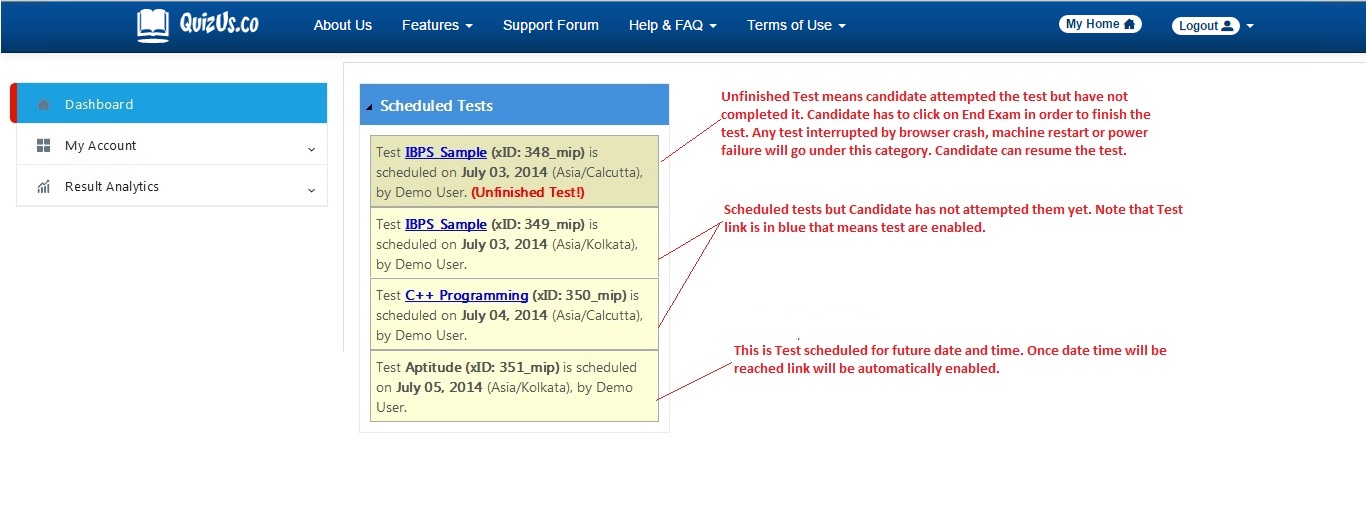 QuizUs.co
About Us Features Support Forum Help & FAQ Terms of Use My Home Logout
Dashboard
My Account
Result Analytics
Scheduled Tests
Test IBPS Sample (xID: 348_mip) is
scheduled on July 03, 2014 (Asia/Calcutta),
by Demo User. (Unfinished Test!)
Test IBPS Sample (xID: 349_mip) is
scheduled on July 03, 2014 (Asia/Kolkata),
by Demo User.
Test C++ Programming (xID: 350_mip) is
scheduled on July 04, 2014 (Asia/Calcutta),
by Demo User.
Test Aptitude (xID: 351_mip) is scheduled
on July 05, 2014 (Asia/Kolkata), by Demo
User.
Unfinished Test means candidate attempted the test but have not
completed it. Candidate has to click on End Exam in order to finish the
test. Any test interrupted by browser crash, machine restart or power
failure will go under this category. Candidate can resume the test.
Scheduled tests but Candidate has not attempted them yet. Note that Test
link is in blue that means test are enabled.
This is Test scheduled for future date and time. Once date time will be
reached link will be automatically enabled.